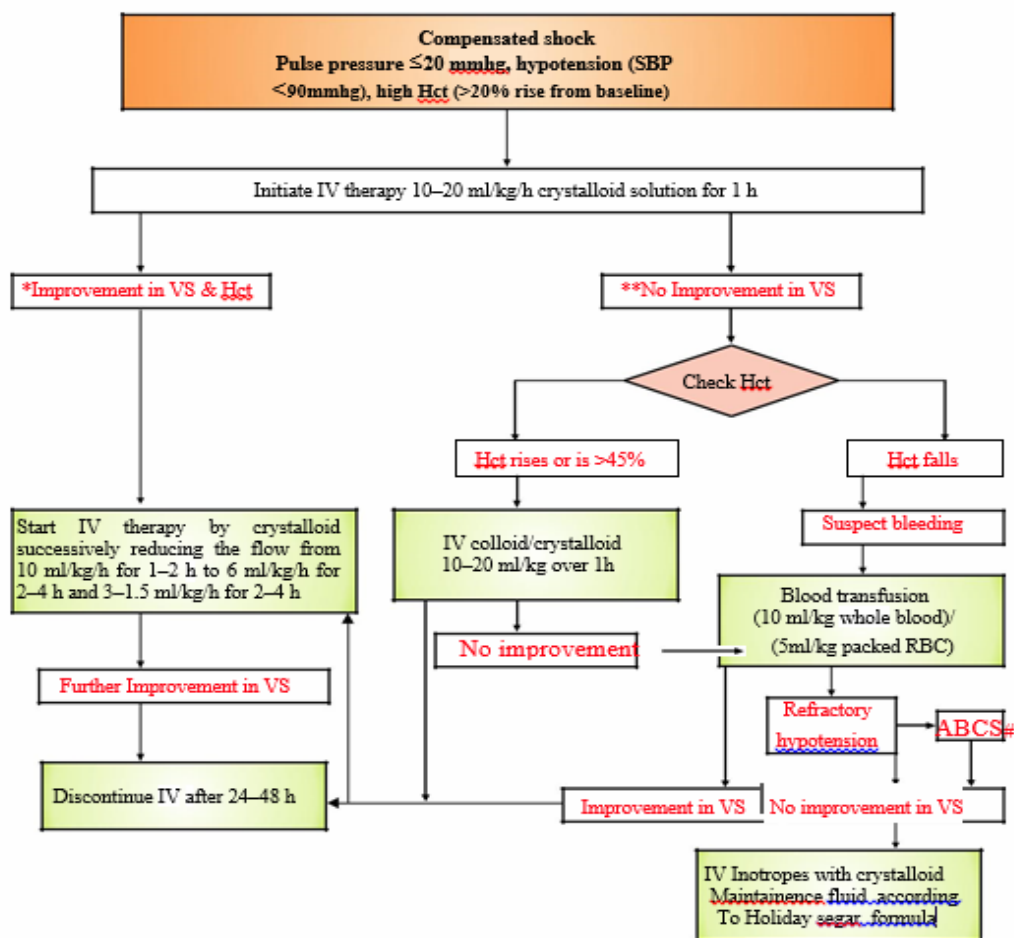 Compensated shock
Pulse pressure ≤20 mmhg, hypotension (SBP
<90mmhg), high Hct (>20% rise from baseline)
Initiate IV therapy 10–20 ml/kg/h crystalloid solution for 1 h
*Improvement in VS & Hct
**No Improvement in VS
Check Hct
Hct rises or is >45%
Hct falls
Suspect bleeding
Start IV therapy by crystalloid
successively reducing the flow from
10 ml/kg/h for 1–2 h to 6 ml/kg/h for
2–4 h and 3–1.5 ml/kg/h for 2–4 h
IV colloid/crystalloid
10–20 ml/kg over 1h
Blood transfusion
(10 ml/kg whole blood)/
(5ml/kg packed RBC)
No improvement
Further Improvement in VS
Refractory
hypotension
ABCS#
Discontinue IV after 24–48 h
Improvement in VS
No improvement in VS
IV Inotropes with crystalloid
Maintainence fluid according
To Holiday segar formula